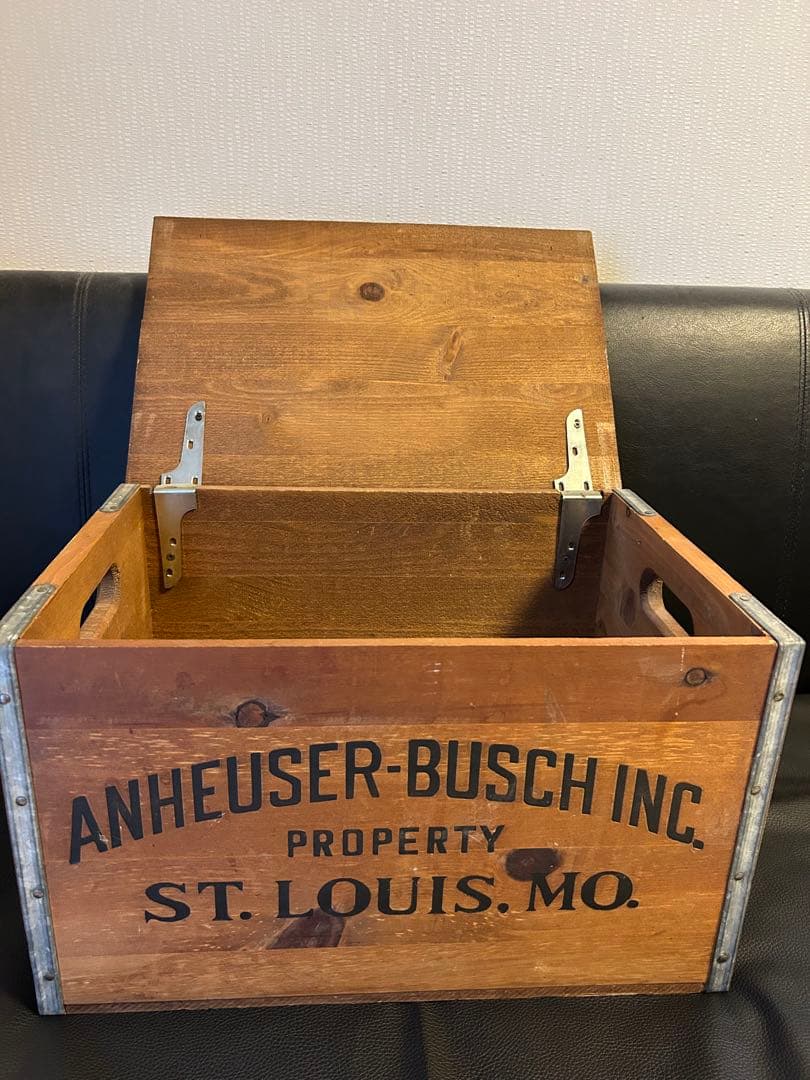 ANHEUSER-BUSCH INC.
PROPERTY
ST. LOUIS. MO.